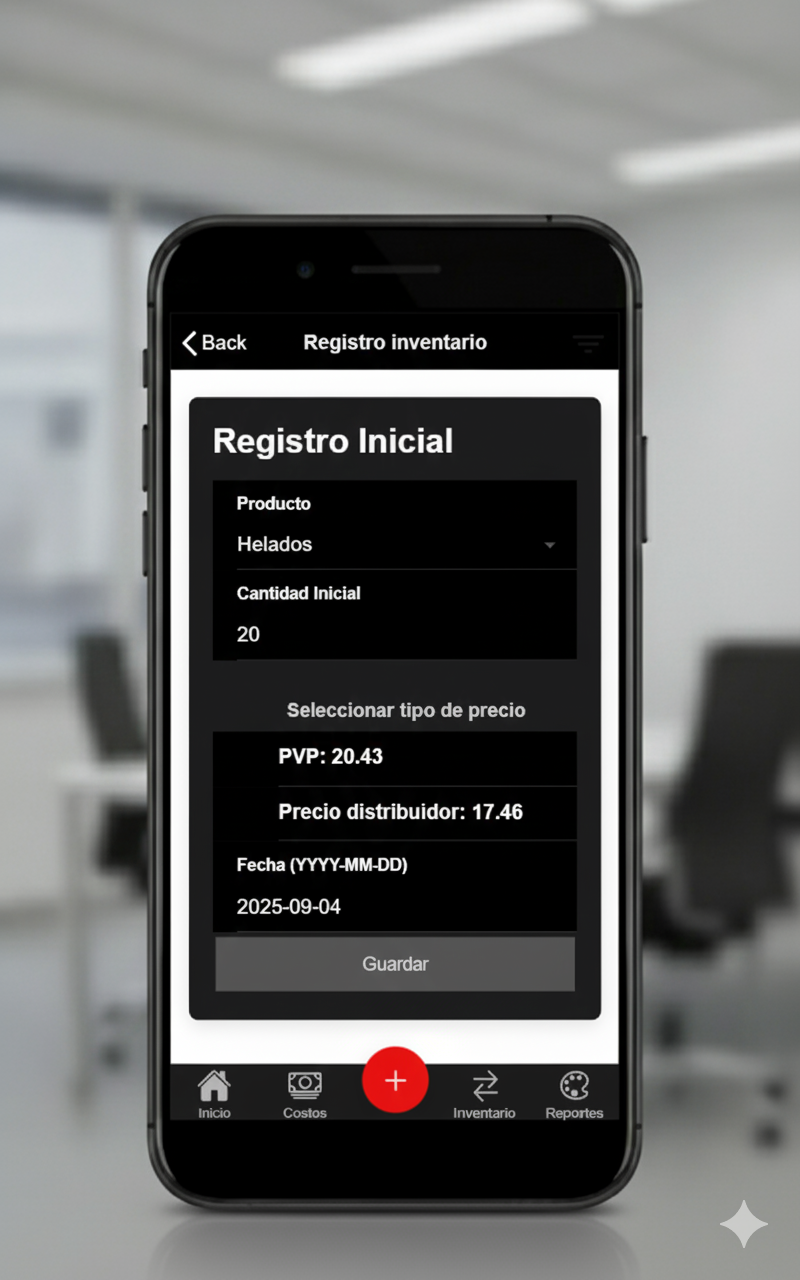 Back
Registro inventario
Registro Inicial
Producto
Helados
Cantidad Inicial
20
Seleccionar tipo de precio
PVP: 20.43
Precio distribuidor: 17.46
Fecha (YYYY-MM-DD)
2025-09-04
Guardar
Inicio
Costos
Inventario
Reportes